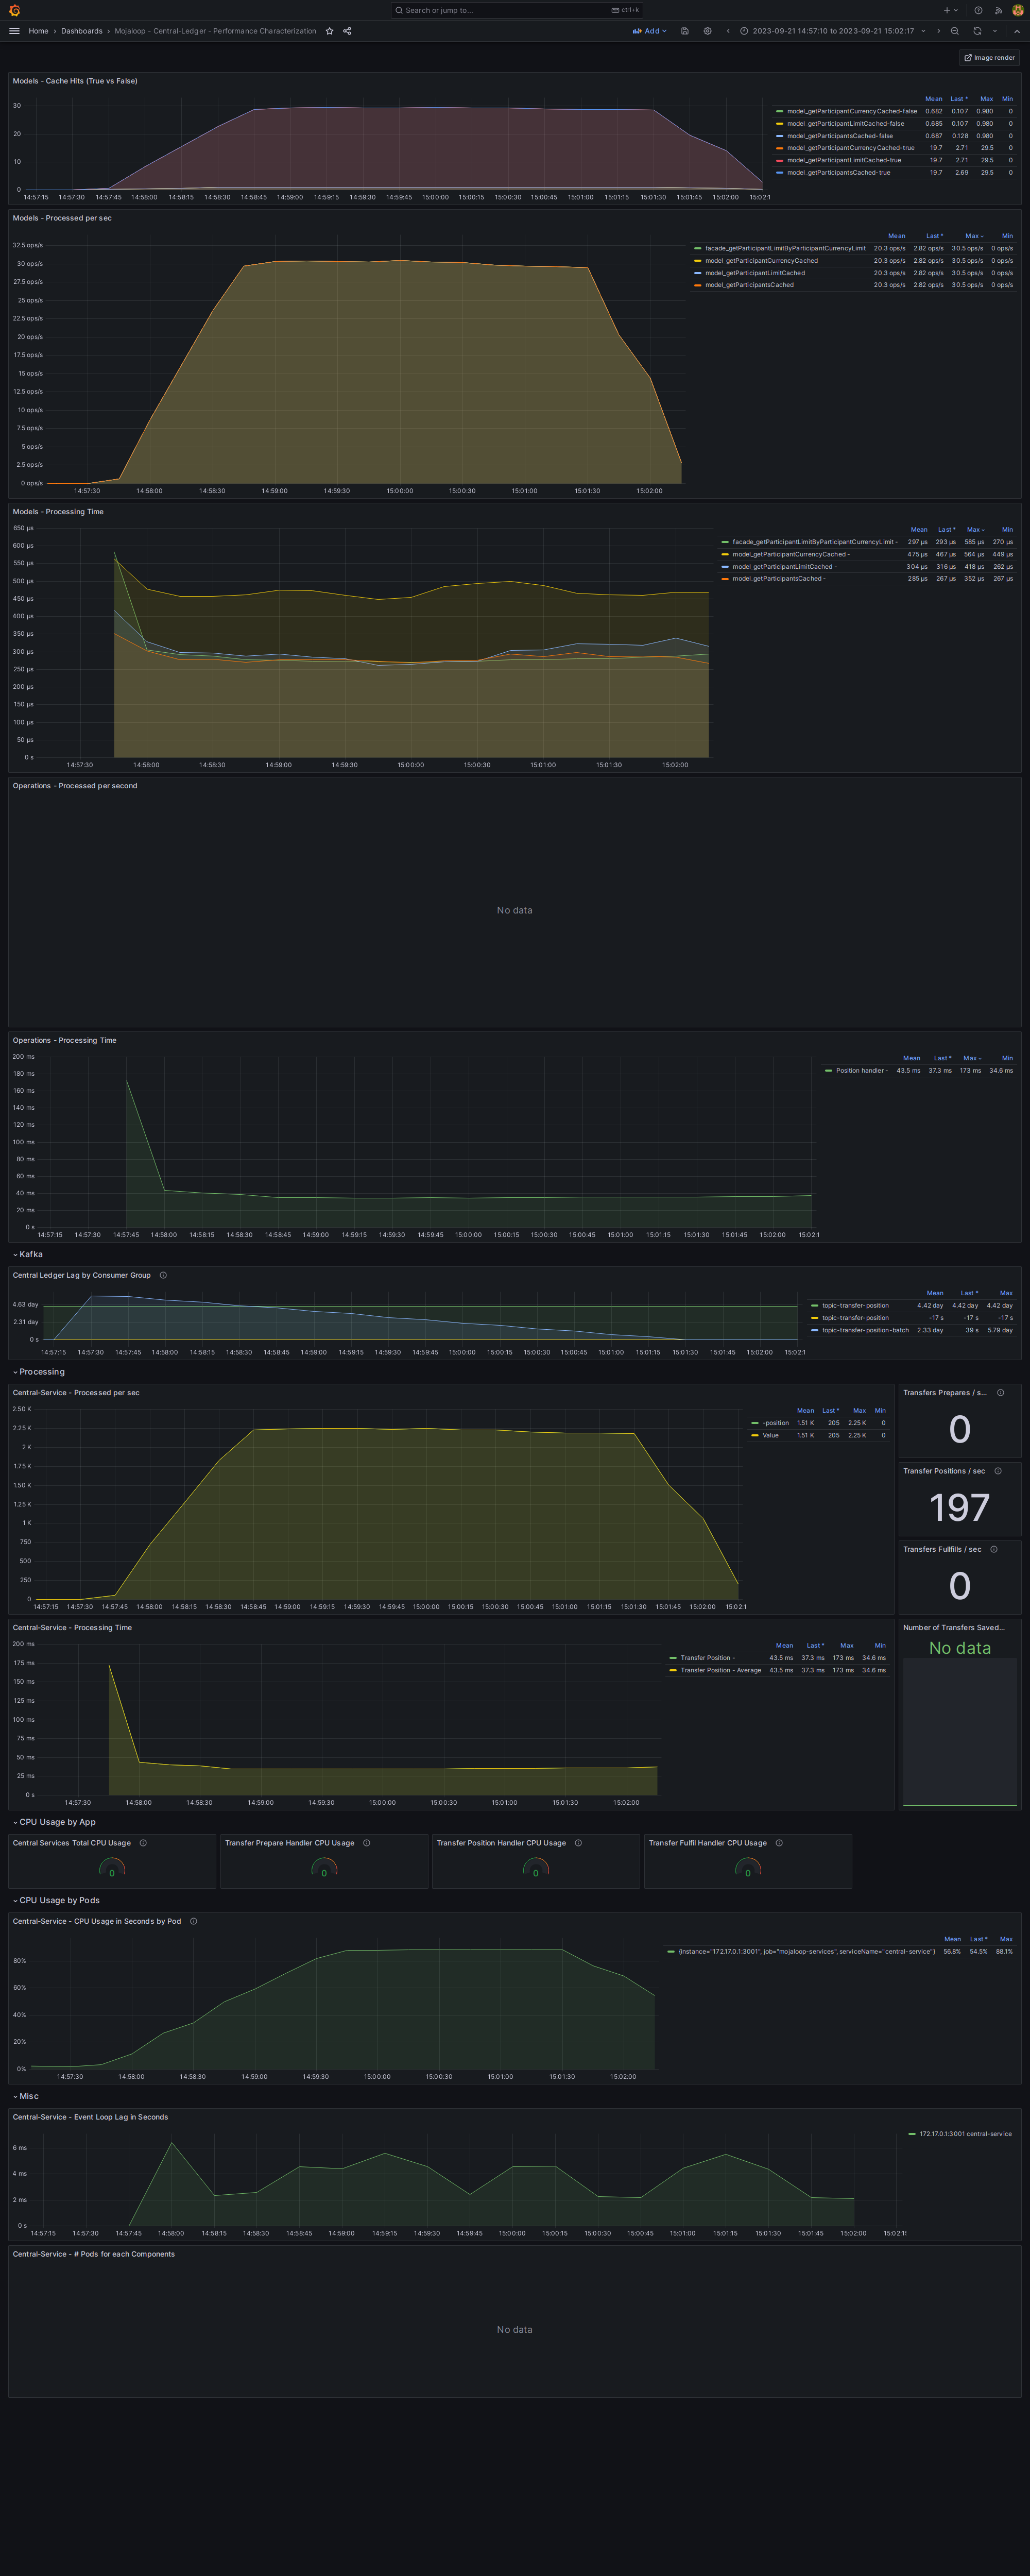 Search or jump to... ctrl+k
Home › Dashboards › Mojaloop - Central-Ledger - Performance Characterization Add 2023-09-21 14:57:10 to 2023-09-21 15:02:17
Image render
Models - Cache Hits (True vs False)
30
20
10
0
14:57:15 14:57:30 14:57:45 14:58:00 14:58:15 14:58:30 14:58:45 14:59:00 14:59:15 14:59:30 14:59:45 15:00:00 15:00:15 15:00:30 15:00:45 15:01:00 15:01:15 15:01:30 15:01:45 15:02:00 15:02:1
Mean Last * Max Min
model_getParticipantCurrencyCached-false 0.682 0.107 0.980 0
model_getParticipantLimitCached-false 0.685 0.107 0.980 0
model_getParticipantsCached-false 0.687 0.128 0.980 0
model_getParticipantCurrencyCached-true 19.7 2.71 29.5 0
model_getParticipantLimitCached-true 19.7 2.71 29.5 0
model_getParticipantsCached-true 19.7 2.69 29.5 0
Models - Processed per sec
32.5 ops/s
30 ops/s
27.5 ops/s
25 ops/s
22.5 ops/s
20 ops/s
17.5 ops/s
15 ops/s
12.5 ops/s
10 ops/s
7.5 ops/s
5 ops/s
2.5 ops/s
0 ops/s
14:57:30 14:58:00 14:58:30 14:59:00 14:59:30 15:00:00 15:00:30 15:01:00 15:01:30 15:02:00
Mean Last * Max Min
facade_getParticipantLimitByParticipantCurrencyLimit 20.3 ops/s 2.82 ops/s 30.5 ops/s 0 ops/s
model_getParticipantCurrencyCached 20.3 ops/s 2.82 ops/s 30.5 ops/s 0 ops/s
model_getParticipantLimitCached 20.3 ops/s 2.82 ops/s 30.5 ops/s 0 ops/s
model_getParticipantsCached 20.3 ops/s 2.82 ops/s 30.5 ops/s 0 ops/s
Models - Processing Time
650 µs
600 µs
550 µs
500 µs
450 µs
400 µs
350 µs
300 µs
250 µs
200 µs
150 µs
100 µs
50 µs
0 s
14:57:30 14:58:00 14:58:30 14:59:00 14:59:30 15:00:00 15:00:30 15:01:00 15:01:30 15:02:00
Mean Last * Max Min
facade_getParticipantLimitByParticipantCurrencyLimit - 297 µs 293 µs 585 µs 270 µs
model_getParticipantCurrencyCached - 475 µs 467 µs 564 µs 449 µs
model_getParticipantLimitCached - 304 µs 316 µs 418 µs 262 µs
model_getParticipantsCached - 285 µs 267 µs 352 µs 267 µs
Operations - Processed per second
No data
Operations - Processing Time
200 ms
180 ms
160 ms
140 ms
120 ms
100 ms
80 ms
60 ms
40 ms
20 ms
0 s
14:57:15 14:57:30 14:57:45 14:58:00 14:58:15 14:58:30 14:58:45 14:59:00 14:59:15 14:59:30 14:59:45 15:00:00 15:00:15 15:00:30 15:00:45 15:01:00 15:01:15 15:01:30 15:01:45 15:02:00 15:02:1
Mean Last * Max Min
Position handler - 43.5 ms 37.3 ms 173 ms 34.6 ms
Kafka
Central Ledger Lag by Consumer Group
4.63 day
2.31 day
0 s
14:57:15 14:57:30 14:57:45 14:58:00 14:58:15 14:58:30 14:58:45 14:59:00 14:59:15 14:59:30 14:59:45 15:00:00 15:00:15 15:00:30 15:00:45 15:01:00 15:01:15 15:01:30 15:01:45 15:02:00 15:02:1
Mean Last * Max
topic-transfer-position 4.42 day 4.42 day 4.42 day
topic-transfer-position -17 s -17 s -17 s
topic-transfer-position-batch 2.33 day 39 s 5.79 day
Processing
Central-Service - Processed per sec
2.50 K
2.25 K
2 K
1.75 K
1.50 K
1.25 K
1 K
750
500
250
0
14:57:15 14:57:30 14:57:45 14:58:00 14:58:15 14:58:30 14:58:45 14:59:00 14:59:15 14:59:30 14:59:45 15:00:00 15:00:15 15:00:30 15:00:45 15:01:00 15:01:15 15:01:30 15:01:45 15:02:00 15:02:1
Mean Last * Max Min
-position 1.51 K 205 2.25 K 0
Value 1.51 K 205 2.25 K 0
Transfers Prepares / s...
0
Transfer Positions / sec
197
Transfers Fullfills / sec
0
Central-Service - Processing Time
200 ms
175 ms
150 ms
125 ms
100 ms
75 ms
50 ms
25 ms
0 s
14:57:30 14:58:00 14:58:30 14:59:00 14:59:30 15:00:00 15:00:30 15:01:00 15:01:30 15:02:00
Mean Last * Max Min
Transfer Position - 43.5 ms 37.3 ms 173 ms 34.6 ms
Transfer Position - Average 43.5 ms 37.3 ms 173 ms 34.6 ms
Number of Transfers Saved...
No data
CPU Usage by App
Central Services Total CPU Usage
0
Transfer Prepare Handler CPU Usage
0
Transfer Position Handler CPU Usage
0
Transfer Fulfil Handler CPU Usage
0
CPU Usage by Pods
Central-Service - CPU Usage in Seconds by Pod
80%
60%
40%
20%
0%
14:57:30 14:58:00 14:58:30 14:59:00 14:59:30 15:00:00 15:00:30 15:01:00 15:01:30 15:02:00
Mean Last * Max
{instance="172.17.0.1:3001", job="mojaloop-services", serviceName="central-service"} 56.8% 54.5% 88.1%
Misc
Central-Service - Event Loop Lag in Seconds
6 ms
4 ms
2 ms
0 s
14:57:15 14:57:30 14:57:45 14:58:00 14:58:15 14:58:30 14:58:45 14:59:00 14:59:15 14:59:30 14:59:45 15:00:00 15:00:15 15:00:30 15:00:45 15:01:00 15:01:15 15:01:30 15:01:45 15:02:00 15:02:15
172.17.0.1:3001 central-service
Central-Service - # Pods for each Components
No data